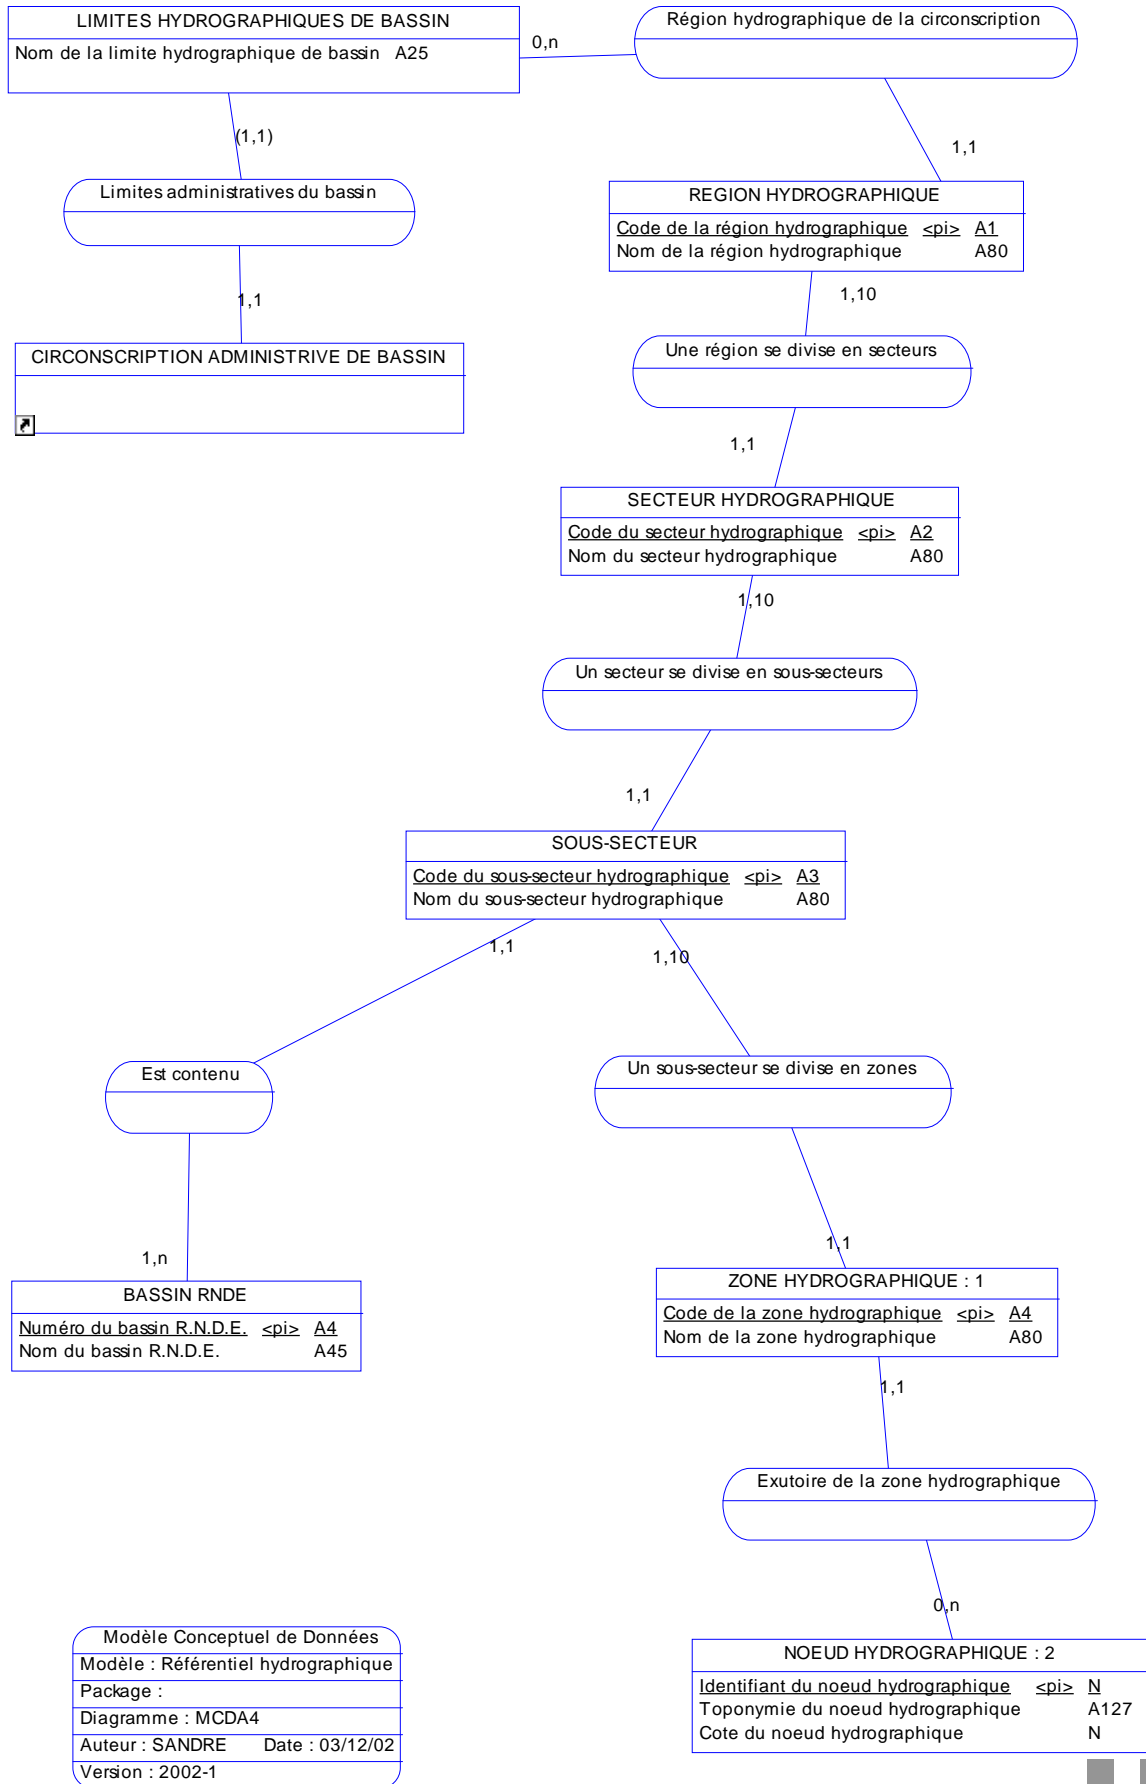 LIMITES HYDROGRAPHIQUES DE BASSIN
Nom de la limite hydrographique de bassin A25
0,n
Région hydrographique de la circonscription
(1,1)
1,1
Limites administratives du bassin
REGION HYDROGRAPHIQUE
Code de la région hydrographique <pi> A1
Nom de la région hydrographique A80
1,1
1,10
CIRCONSCRIPTION ADMINISTRIVE DE BASSIN
Une région se divise en secteurs
1,1
SECTEUR HYDROGRAPHIQUE
Code du secteur hydrographique <pi> A2
Nom du secteur hydrographique A80
1,10
Un secteur se divise en sous-secteurs
1,1
SOUS-SECTEUR
Code du sous-secteur hydrographique <pi> A3
Nom du sous-secteur hydrographique A80
1,1
1,10
Est contenu
Un sous-secteur se divise en zones
1,n
1,1
BASSIN RNDE
Numéro du bassin R.N.D.E. <pi> A4
Nom du bassin R.N.D.E. A45
ZONE HYDROGRAPHIQUE : 1
Code de la zone hydrographique <pi> A4
Nom de la zone hydrographique A80
1,1
Exutoire de la zone hydrographique
0,n
NOEUD HYDROGRAPHIQUE : 2
Identifiant du noeud hydrographique <pi> N
Toponymie du noeud hydrographique A127
Cote du noeud hydrographique N
Modèle Conceptuel de Données
Modèle : Référentiel hydrographique
Package :
Diagramme : MCDA4
Auteur : SANDRE Date : 03/12/02
Version : 2002-1